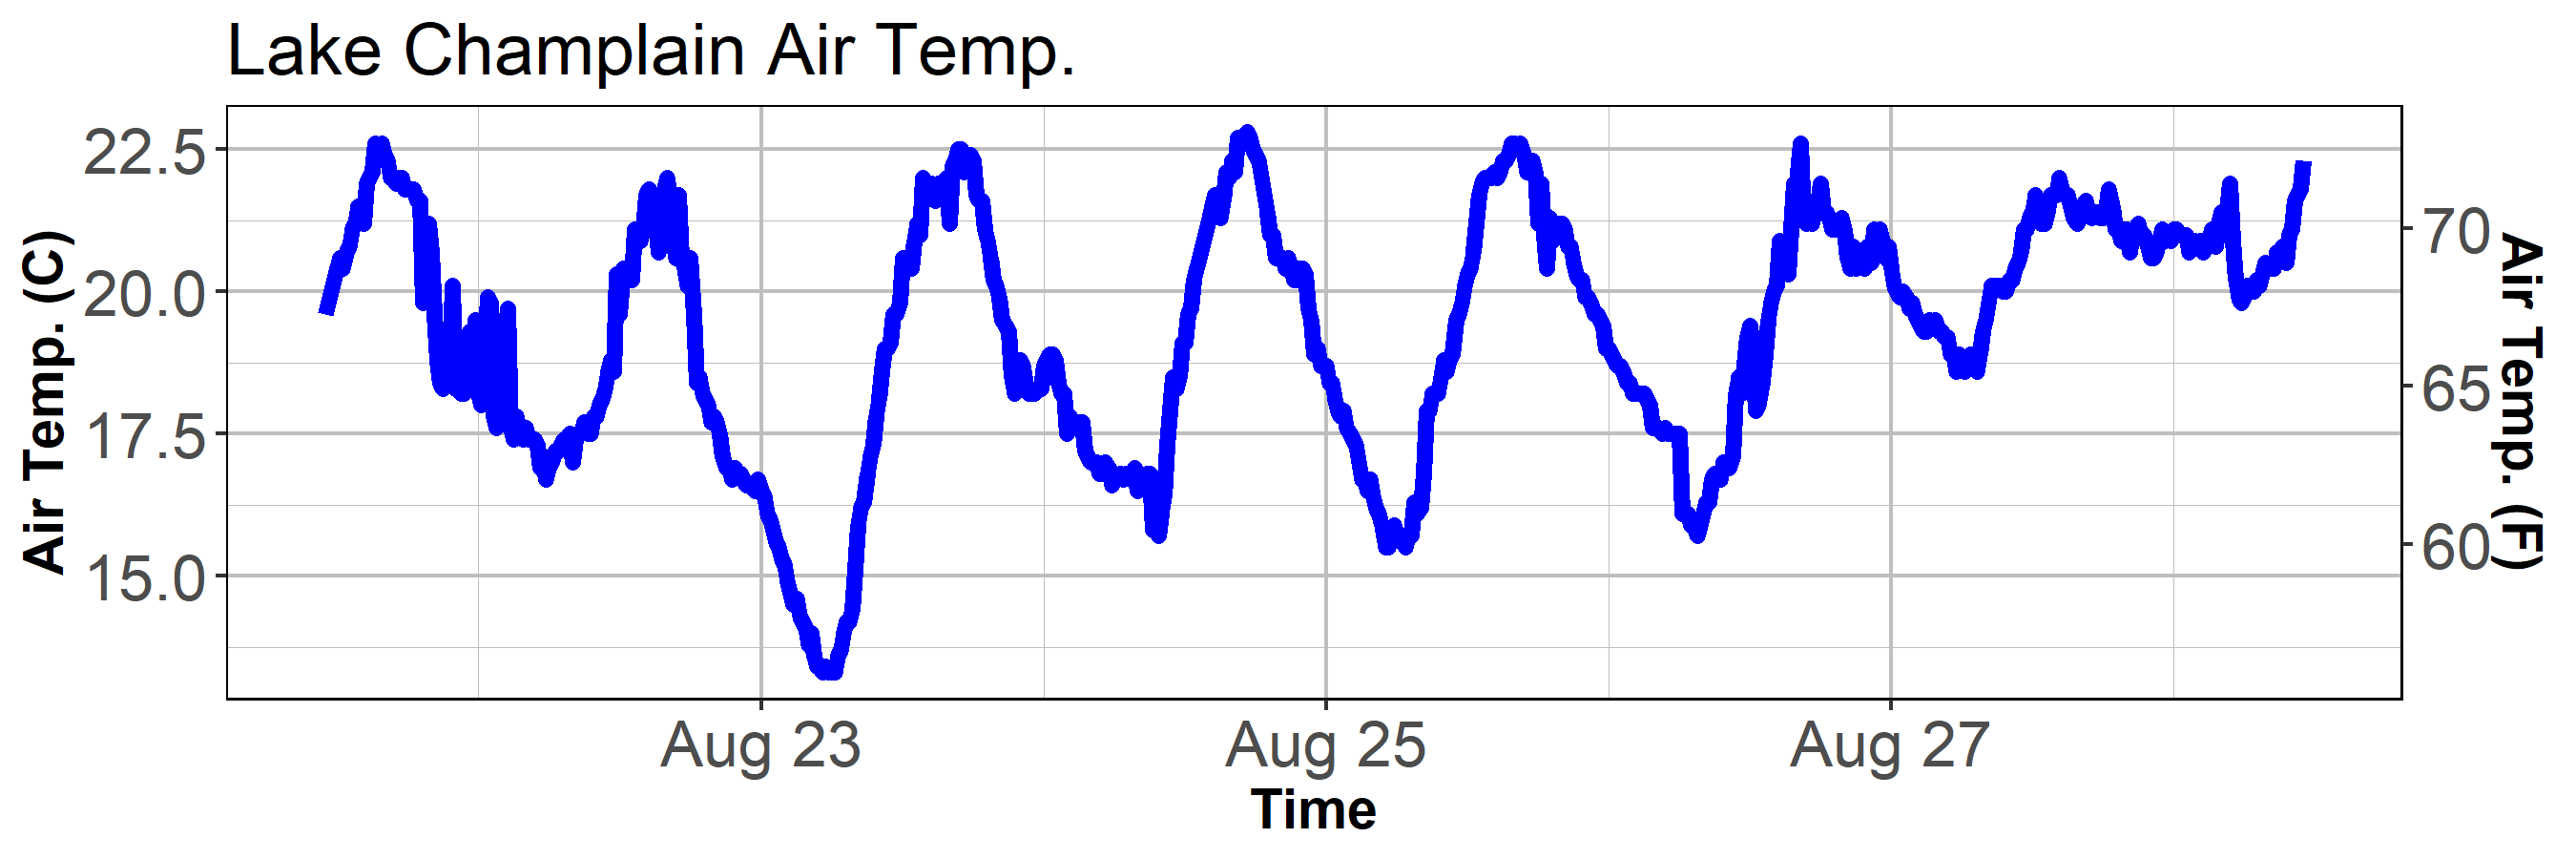 Lake Champlain Air Temp.
Air Temp. (C)
22.5
20.0
17.5
15.0
70
65
60
Air Temp. (F)
Aug 23 Aug 25 Aug 27
Time